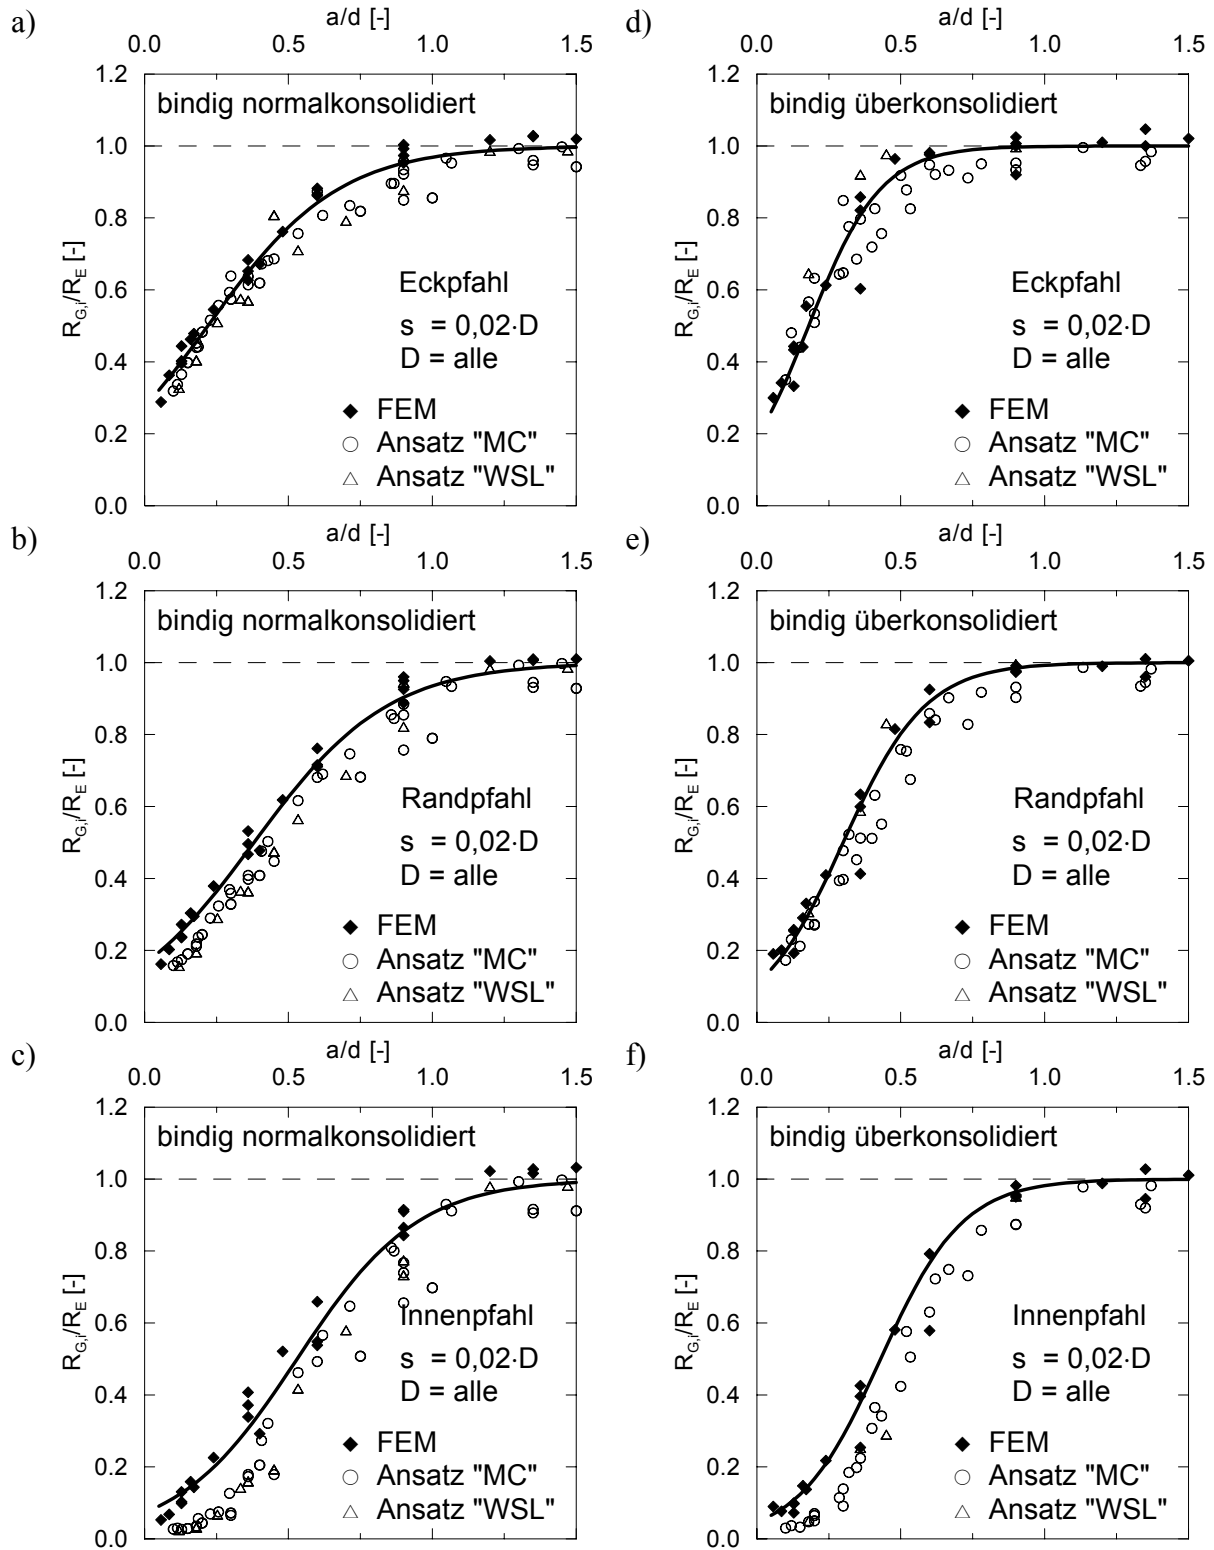 a)
a/d [-]
0.0 0.5 1.0 1.5
1.2
1.0
0.8
0.6
0.4
0.2
0.0
R_G,i/R_E [-]
bindig normalkonsolidiert
Eckpfahl
s = 0,02·D
D = alle
FEM
Ansatz "MC"
Ansatz "WSL"
b)
a/d [-]
0.0 0.5 1.0 1.5
1.2
1.0
0.8
0.6
0.4
0.2
0.0
R_G,i/R_E [-]
bindig normalkonsolidiert
Randpfahl
s = 0,02·D
D = alle
FEM
Ansatz "MC"
Ansatz "WSL"
c)
a/d [-]
0.0 0.5 1.0 1.5
1.2
1.0
0.8
0.6
0.4
0.2
0.0
R_G,i/R_E [-]
bindig normalkonsolidiert
Innenpfahl
s = 0,02·D
D = alle
FEM
Ansatz "MC"
Ansatz "WSL"
d)
a/d [-]
0.0 0.5 1.0 1.5
1.2
1.0
0.8
0.6
0.4
0.2
0.0
R_G,i/R_E [-]
bindig überkonsolidiert
Eckpfahl
s = 0,02·D
D = alle
FEM
Ansatz "MC"
Ansatz "WSL"
e)
a/d [-]
0.0 0.5 1.0 1.5
1.2
1.0
0.8
0.6
0.4
0.2
0.0
R_G,i/R_E [-]
bindig überkonsolidiert
Randpfahl
s = 0,02·D
D = alle
FEM
Ansatz "MC"
Ansatz "WSL"
f)
a/d [-]
0.0 0.5 1.0 1.5
1.2
1.0
0.8
0.6
0.4
0.2
0.0
R_G,i/R_E [-]
bindig überkonsolidiert
Innenpfahl
s = 0,02·D
D = alle
FEM
Ansatz "MC"
Ansatz "WSL"